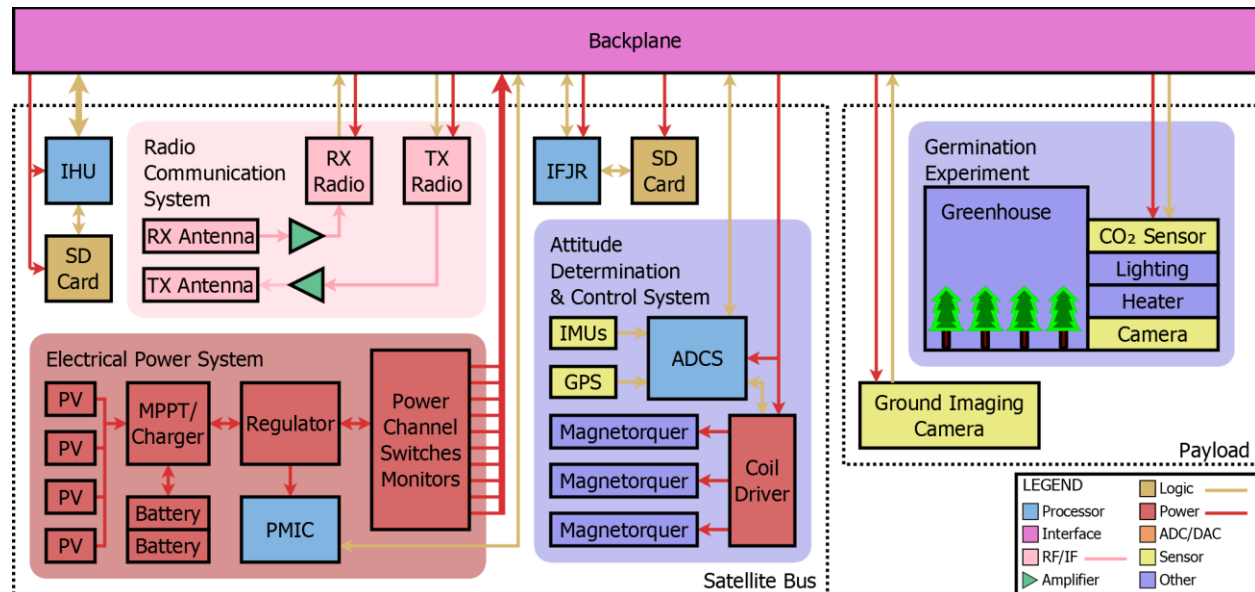 Backplane
IHU
SD
Card
Radio
Communication
System
RX
Radio
TX
Radio
RX Antenna
TX Antenna
IFJR
SD
Card
Attitude
Determination
& Control System
IMUs
GPS
ADCS
Magnetorquer
Magnetorquer
Magnetorquer
Coil
Driver
Electrical Power System
PV
PV
PV
PV
MPPT/
Charger
Battery
Battery
Regulator
PMIC
Power
Channel
Switches
Monitors
Satellite Bus
Germination
Experiment
Greenhouse
CO₂ Sensor
Lighting
Heater
Camera
Ground Imaging
Camera
Payload
LEGEND
Processor
Interface
RF/IF
Amplifier
Logic
Power
ADC/DAC
Sensor
Other